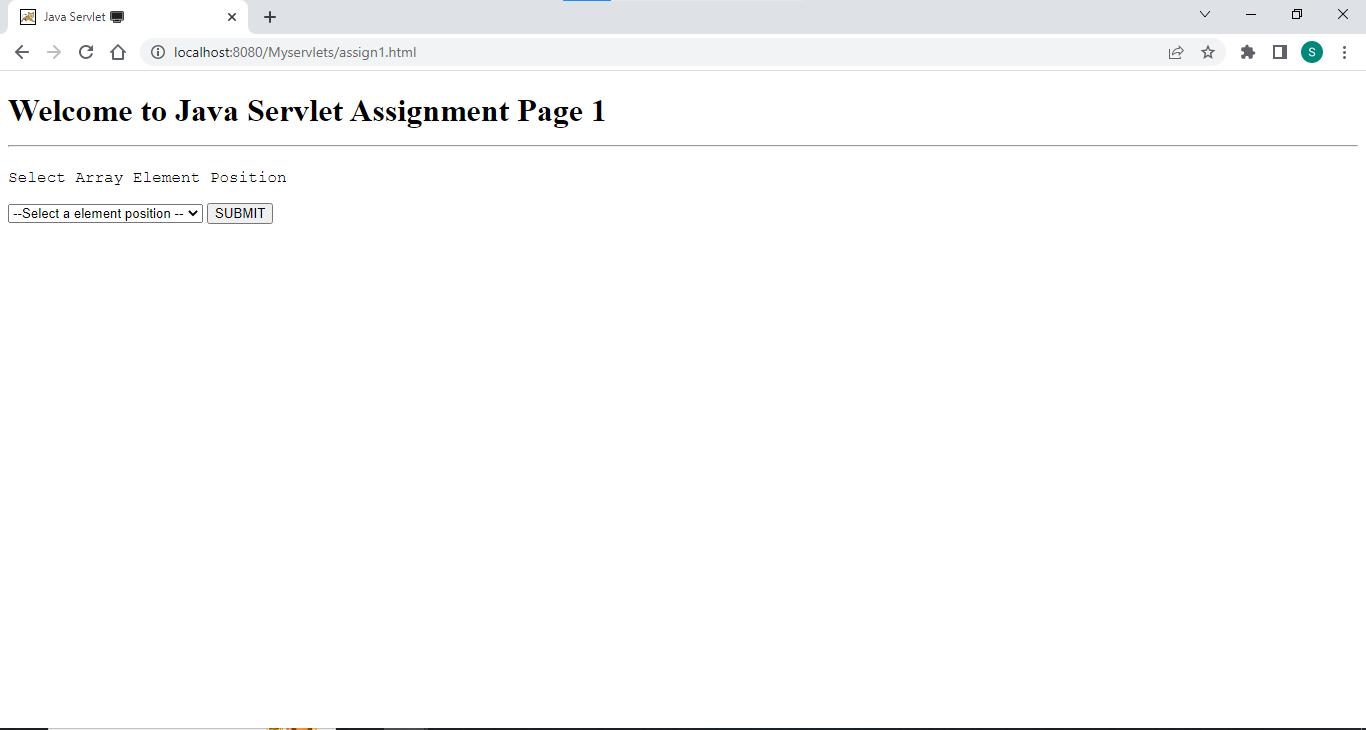 Java Servlet
localhost:8080/Myservlets/assign1.html
S
Welcome to Java Servlet Assignment Page 1
Select Array Element Position
--Select a element position -- SUBMIT